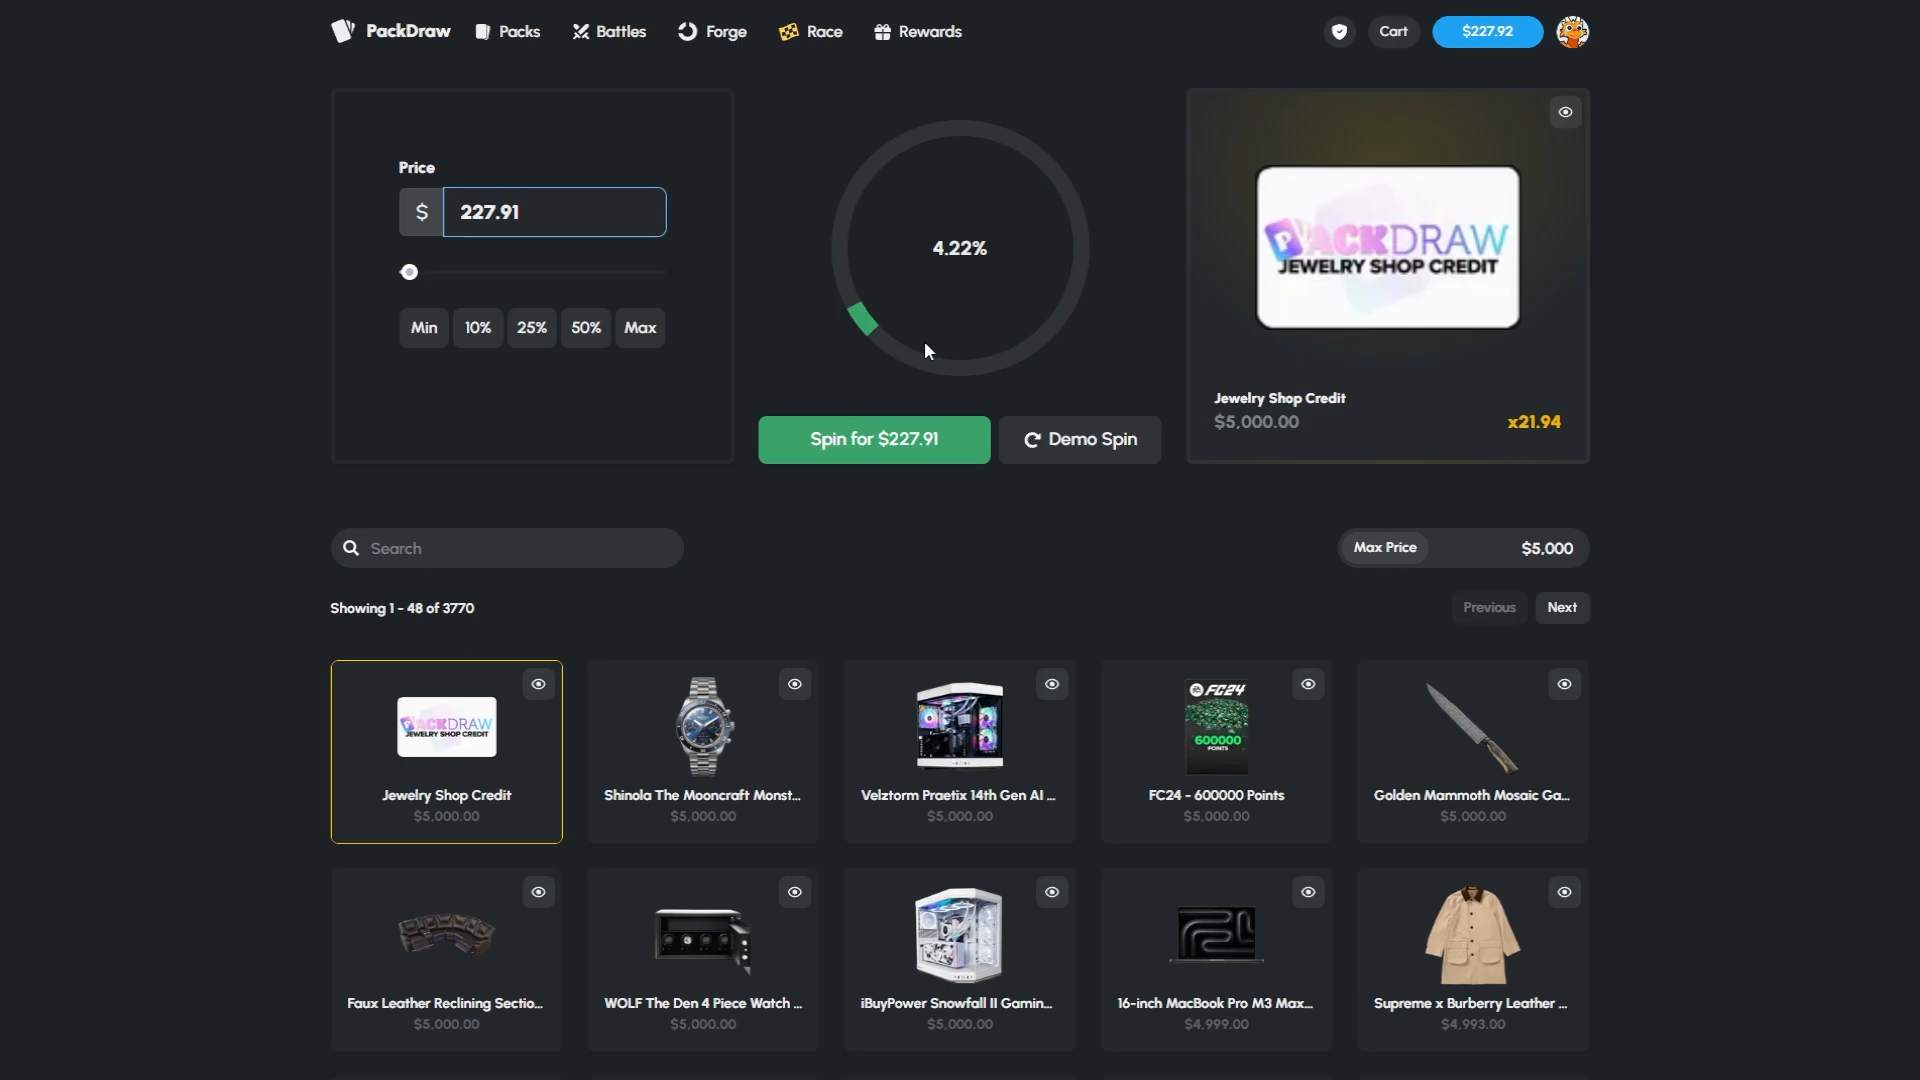 PackDraw
Packs
Battles
Forge
Race
Rewards
Cart
$227.92
Price
$ 227.91
Min
10%
25%
50%
Max
4.22%
Spin for $227.91
Demo Spin
PACKDRAW
JEWELRY SHOP CREDIT
Jewelry Shop Credit
$5,000.00
x21.94
Search
Max Price
$5,000
Showing 1 - 48 of 3770
Previous
Next
PACKDRAW
JEWELRY SHOP CREDIT
Jewelry Shop Credit
$5,000.00
Shinola The Mooncraft Monst...
$5,000.00
Velztorm Praetix 14th Gen AI ...
$5,000.00
FC24
600000
POINTS
FC24 - 600000 Points
$5,000.00
Golden Mammoth Mosaic Ga...
$5,000.00
Faux Leather Reclining Sectio...
$5,000.00
WOLF The Den 4 Piece Watch ...
$5,000.00
iBuyPower Snowfall II Gamin...
$5,000.00
16-inch MacBook Pro M3 Max...
$4,999.00
Supreme x Burberry Leather ...
$4,993.00